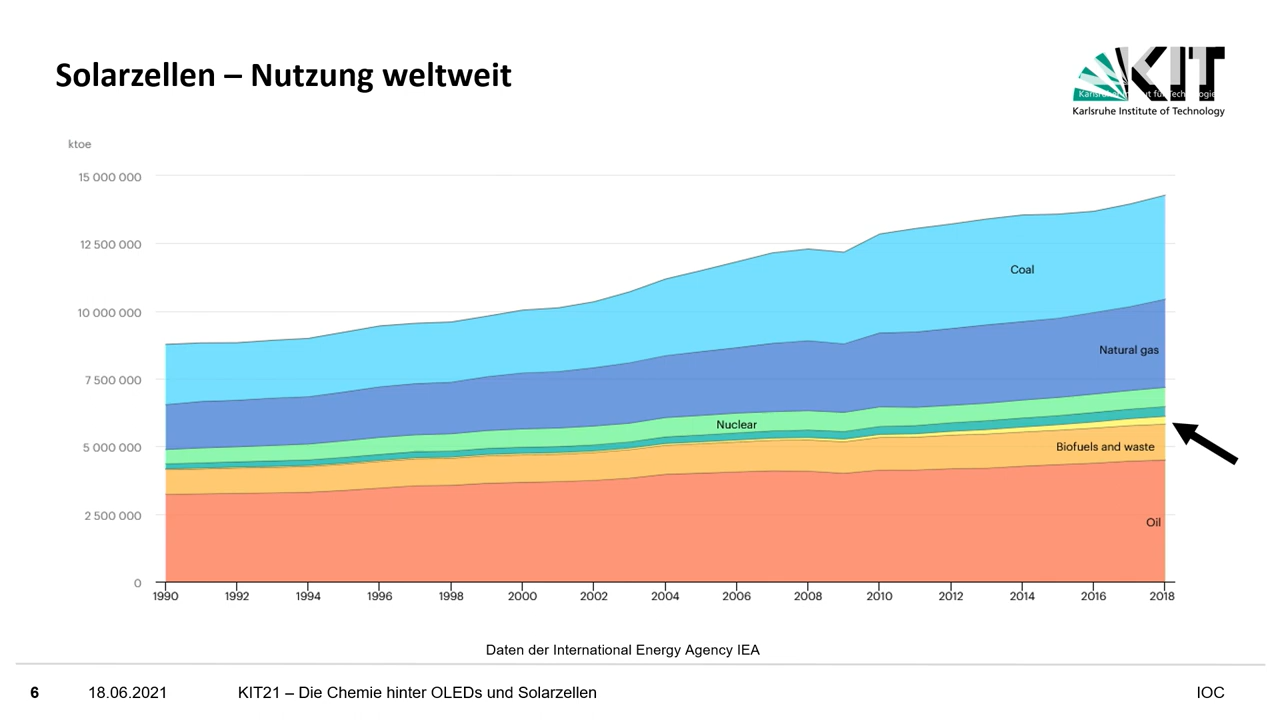 Solarzellen – Nutzung weltweit
KIT
Karlsruhe Institute of Technology
ktoe
15 000 000
12 500 000
10 000 000
7 500 000
5 000 000
2 500 000
0
Coal
Natural gas
Nuclear
Biofuels and waste
Oil
1990 1992 1994 1996 1998 2000 2002 2004 2006 2008 2010 2012 2014 2016 2018
Daten der International Energy Agency IEA
6 18.06.2021 KIT21 – Die Chemie hinter OLEDs und Solarzellen IOC